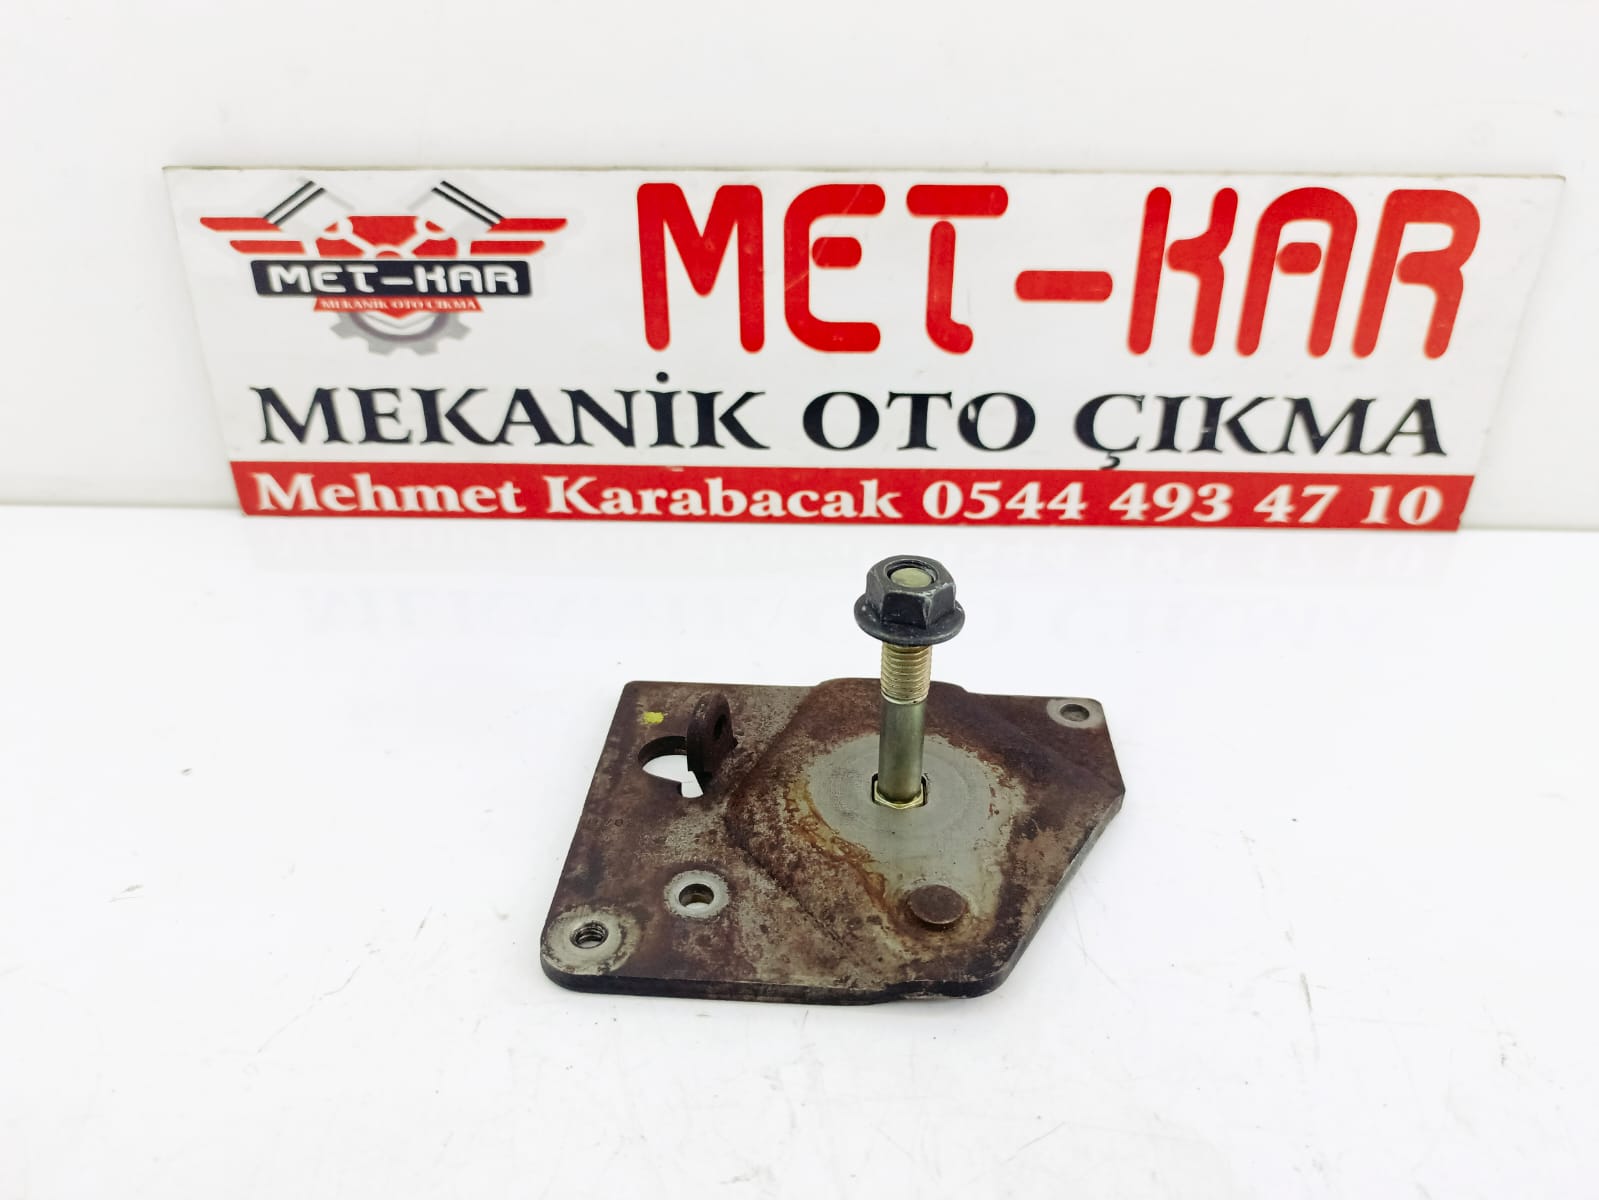 MET-KAR
MEKANİK OTO ÇIKMA
MET-KAR
MEKANİK OTO ÇIKMA
Mehmet Karabacak 0544 493 47 10